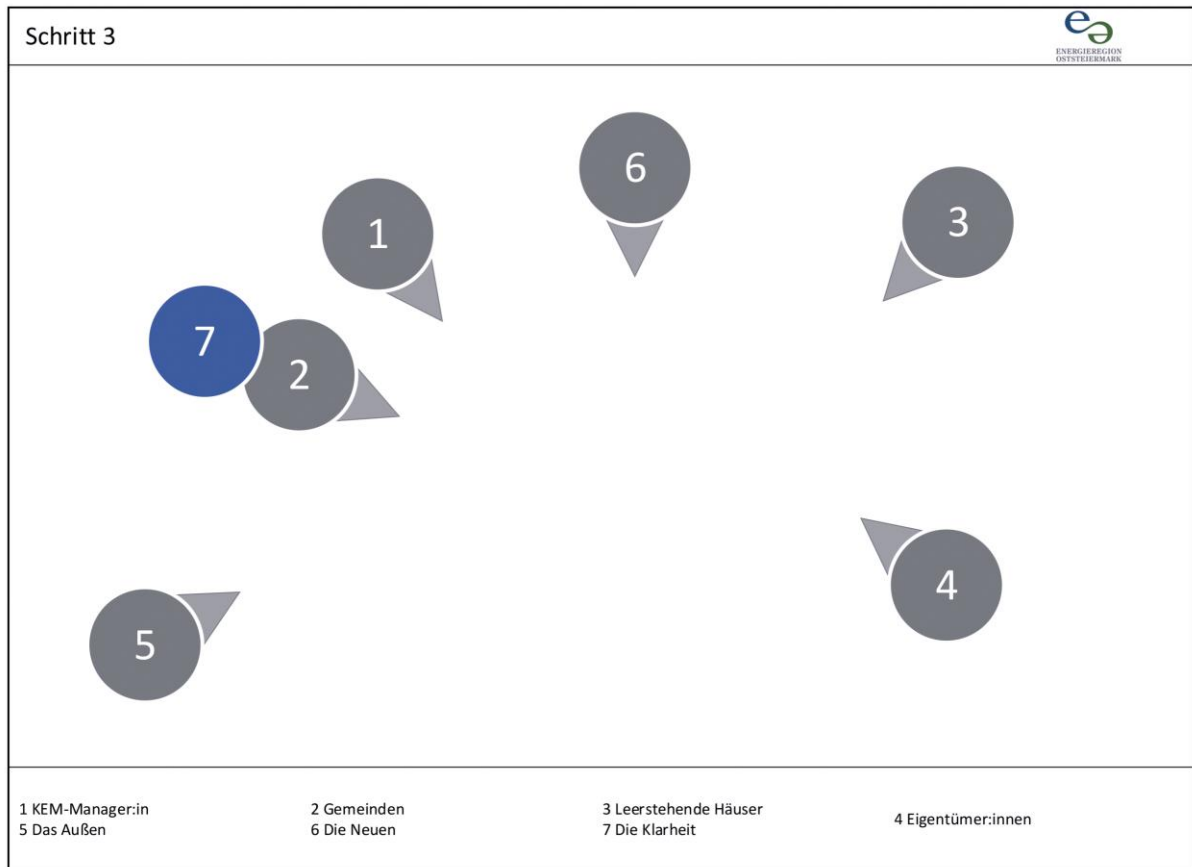 Schritt 3
ENERGIEREGION
OSTSTEIERMARK
6
1
3
7
2
4
5
1 KEM-Manager:in 2 Gemeinden 3 Leerstehende Häuser 4 Eigentümer:innen
5 Das Außen 6 Die Neuen 7 Die Klarheit